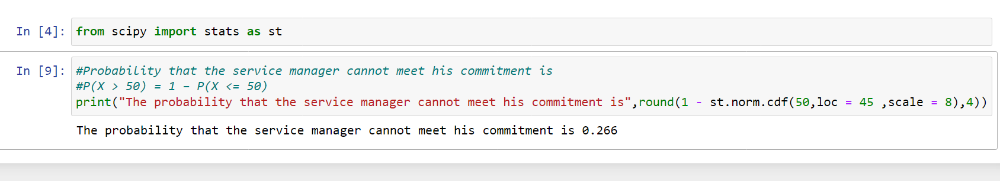 In [4]: from scipy import stats as st
In [9]: #Probability that the service manager cannot meet his commitment is
#P(X > 50) = 1 – P(X <= 50)
print("The probability that the service manager cannot meet his commitment is",round(1 - st.norm.cdf(50,loc = 45 ,scale = 8),4))
The probability that the service manager cannot meet his commitment is 0.266